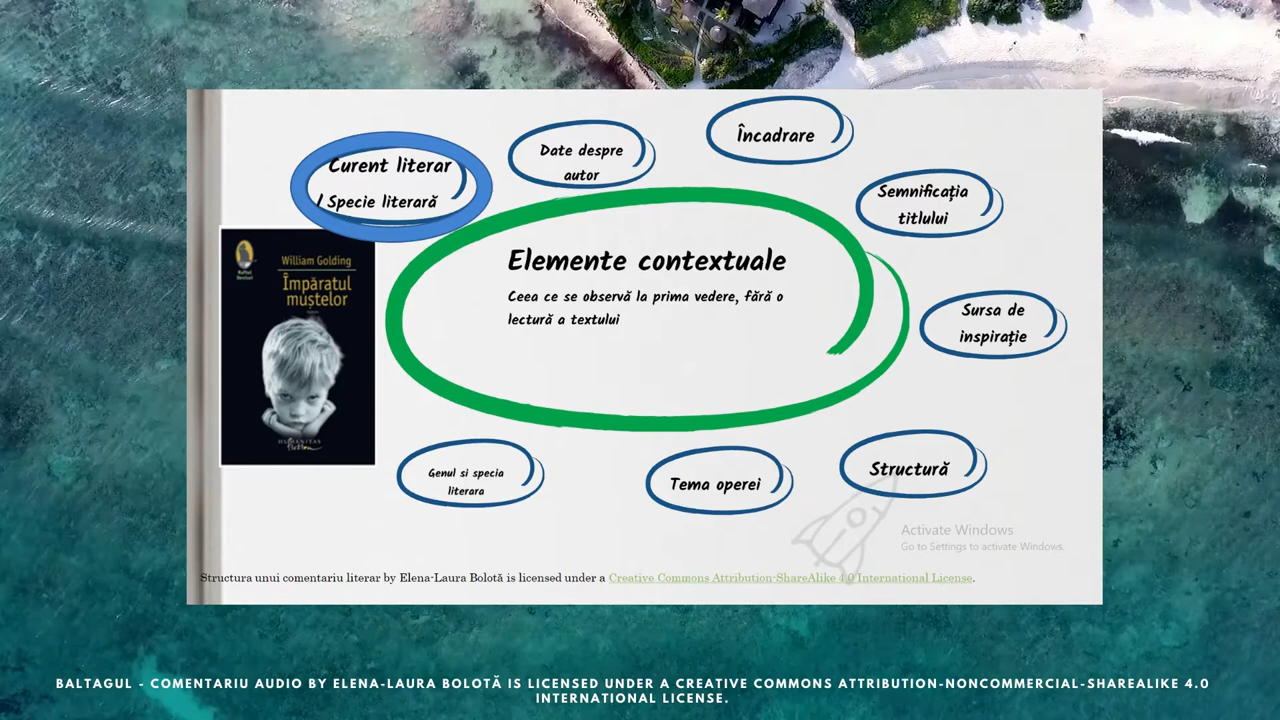 Încadrare
Date despre
autor
Curent literar
/ Specie literară
Semnificația
titlului
William Golding
Împăratul
muștelor
Elemente contextuale
Ceea ce se observă la prima vedere, fără o
lectură a textului
Sursa de
inspirație
HUMANITAS
fiction
Genul si specia
literara
Tema operei
Structură
Activate Windows
Go to Settings to activate Windows.
Structura unui comentariu literar by Elena-Laura Bolotă is licensed under a Creative Commons Attribution-ShareAlike 4.0 International License.
BALTAGUL - COMENTARIU AUDIO BY ELENA-LAURA BOLOTĂ IS LICENSED UNDER A CREATIVE COMMONS ATTRIBUTION-NONCOMMERCIAL-SHAREALIKE 4.0
INTERNATIONAL LICENSE.